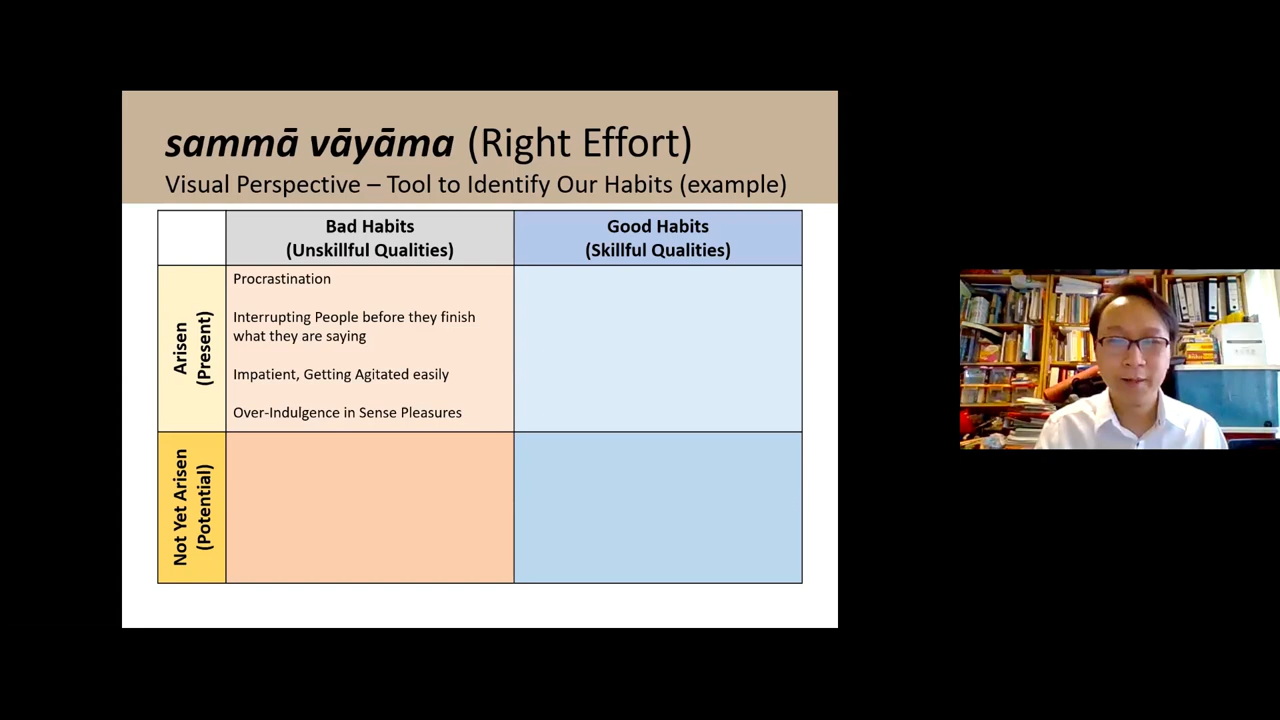 sammā vāyāma (Right Effort)
Visual Perspective – Tool to Identify Our Habits (example)
Bad Habits
(Unskillful Qualities)
Good Habits
(Skillful Qualities)
Arisen
(Present)
Procrastination
Interrupting People before they finish
what they are saying
Impatient, Getting Agitated easily
Over-Indulgence in Sense Pleasures
Not Yet Arisen
(Potential)